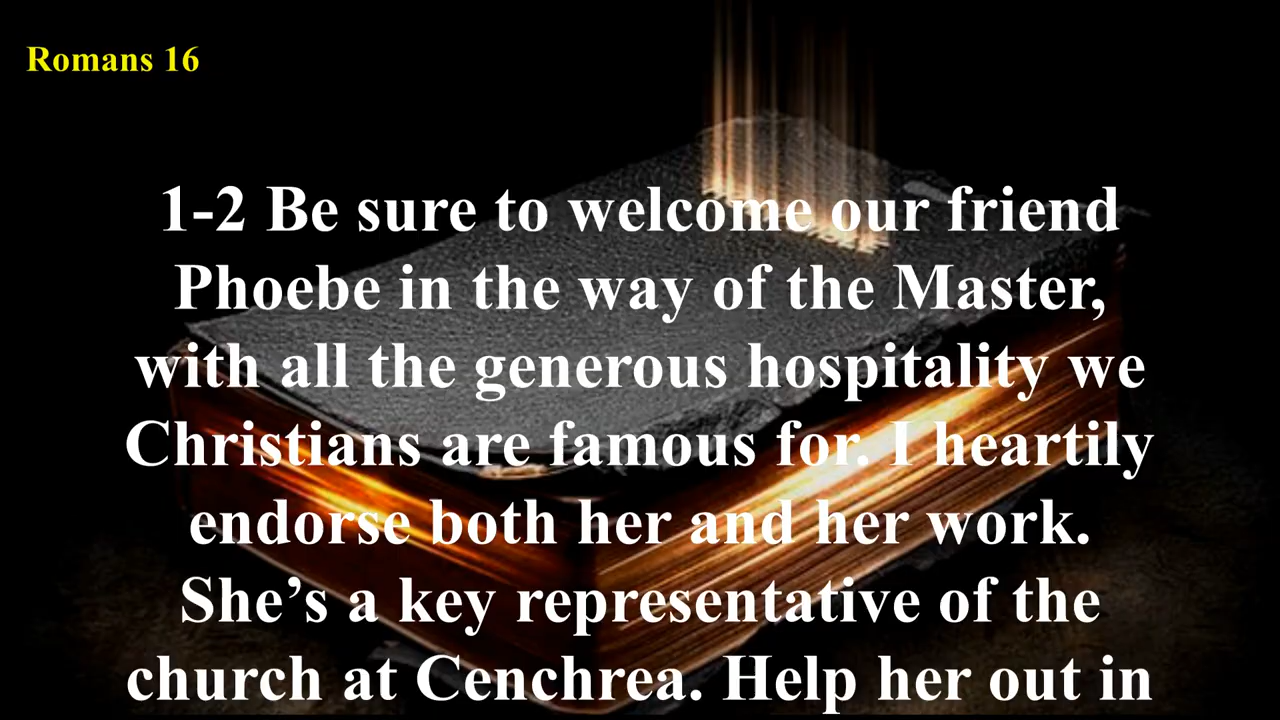 Romans 16
1-2 Be sure to welcome our friend
Phoebe in the way of the Master,
with all the generous hospitality we
Christians are famous for. I heartily
endorse both her and her work.
She’s a key representative of the
church at Cenchrea. Help her out in